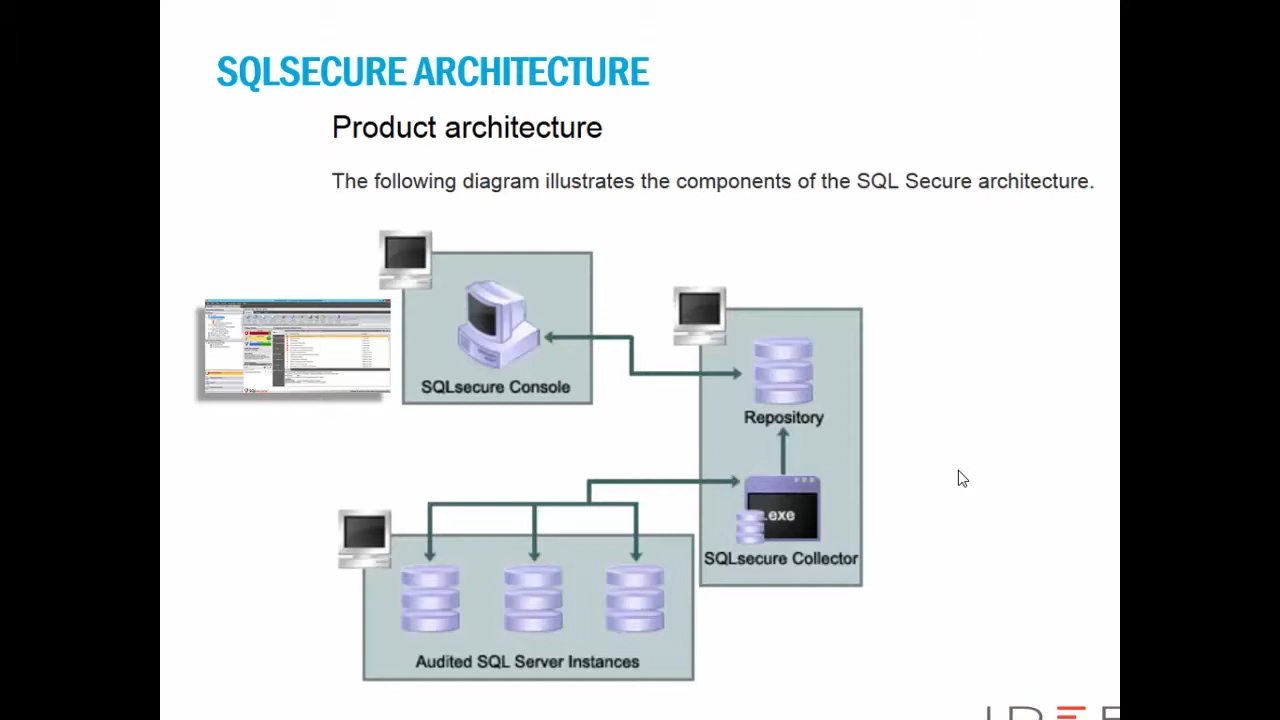 SQLSECURE ARCHITECTURE
Product architecture
The following diagram illustrates the components of the SQL Secure architecture.
SQLsecure Console
Repository
.exe
SQLsecure Collector
Audited SQL Server Instances